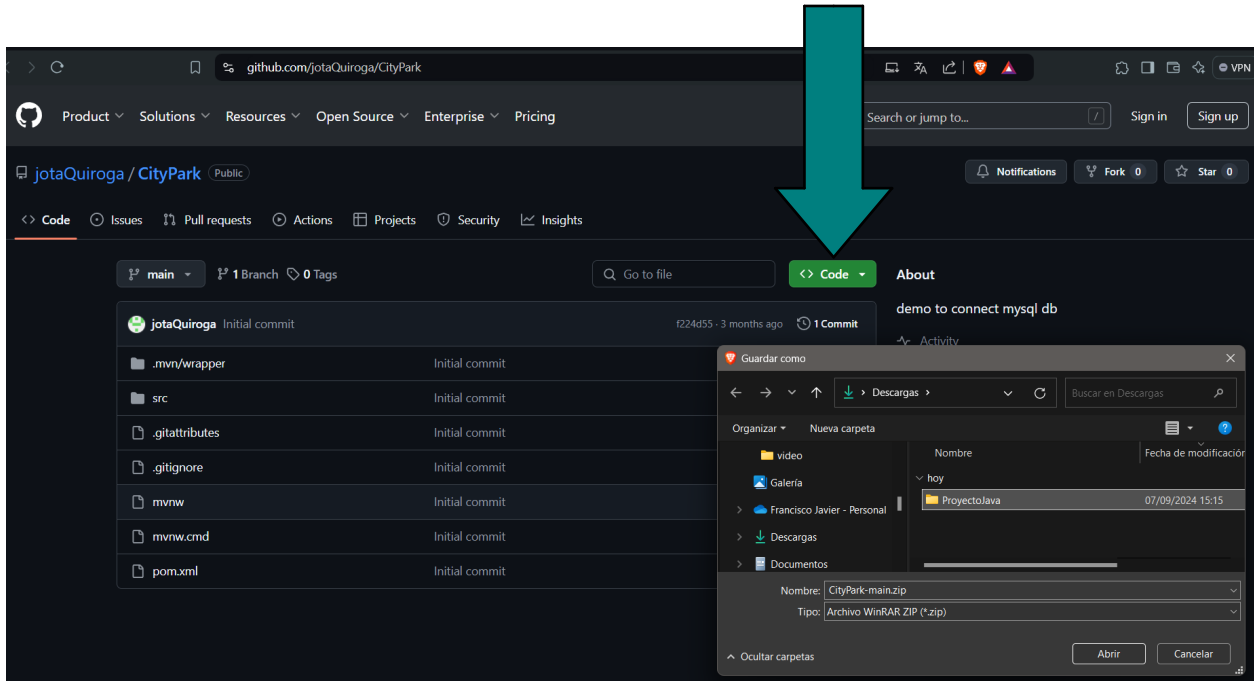 github.com/jotaQuiroga/CityPark
VPN
Product Solutions Resources Open Source Enterprise Pricing
Search or jump to... /
Sign in Sign up
jotaQuiroga / CityPark Public
Notifications Fork 0 Star 0
Code Issues Pull requests Actions Projects Security Insights
main 1 Branch 0 Tags
Go to file
Code
About
demo to connect mysql db
Activity
jotaQuiroga Initial commit f224d55 · 3 months ago 1 Commit
.mvn/wrapper Initial commit
src Initial commit
.gitattributes Initial commit
.gitignore Initial commit
mvnw Initial commit
mvnw.cmd Initial commit
pom.xml Initial commit
Guardar como
Descargas
Buscar en Descargas
Organizar Nueva carpeta
video
Galería
Francisco Javier - Personal
Descargas
Documentos
Nombre Fecha de modificación
hoy
ProyectoJava 07/09/2024 15:15
Nombre: CityPark-main.zip
Tipo: Archivo WinRAR ZIP (*.zip)
Ocultar carpetas
Abrir Cancelar